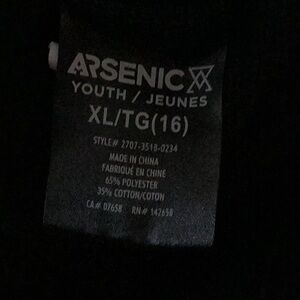 ARSENIC
YOUTH / JEUNES
XL/TG(16)
STYLE# 2707-3518-0234
MADE IN CHINA
FABRIQUÉ EN CHINE
65% POLYESTER
35% COTTON/COTON
CA# 07658 RN# 147658